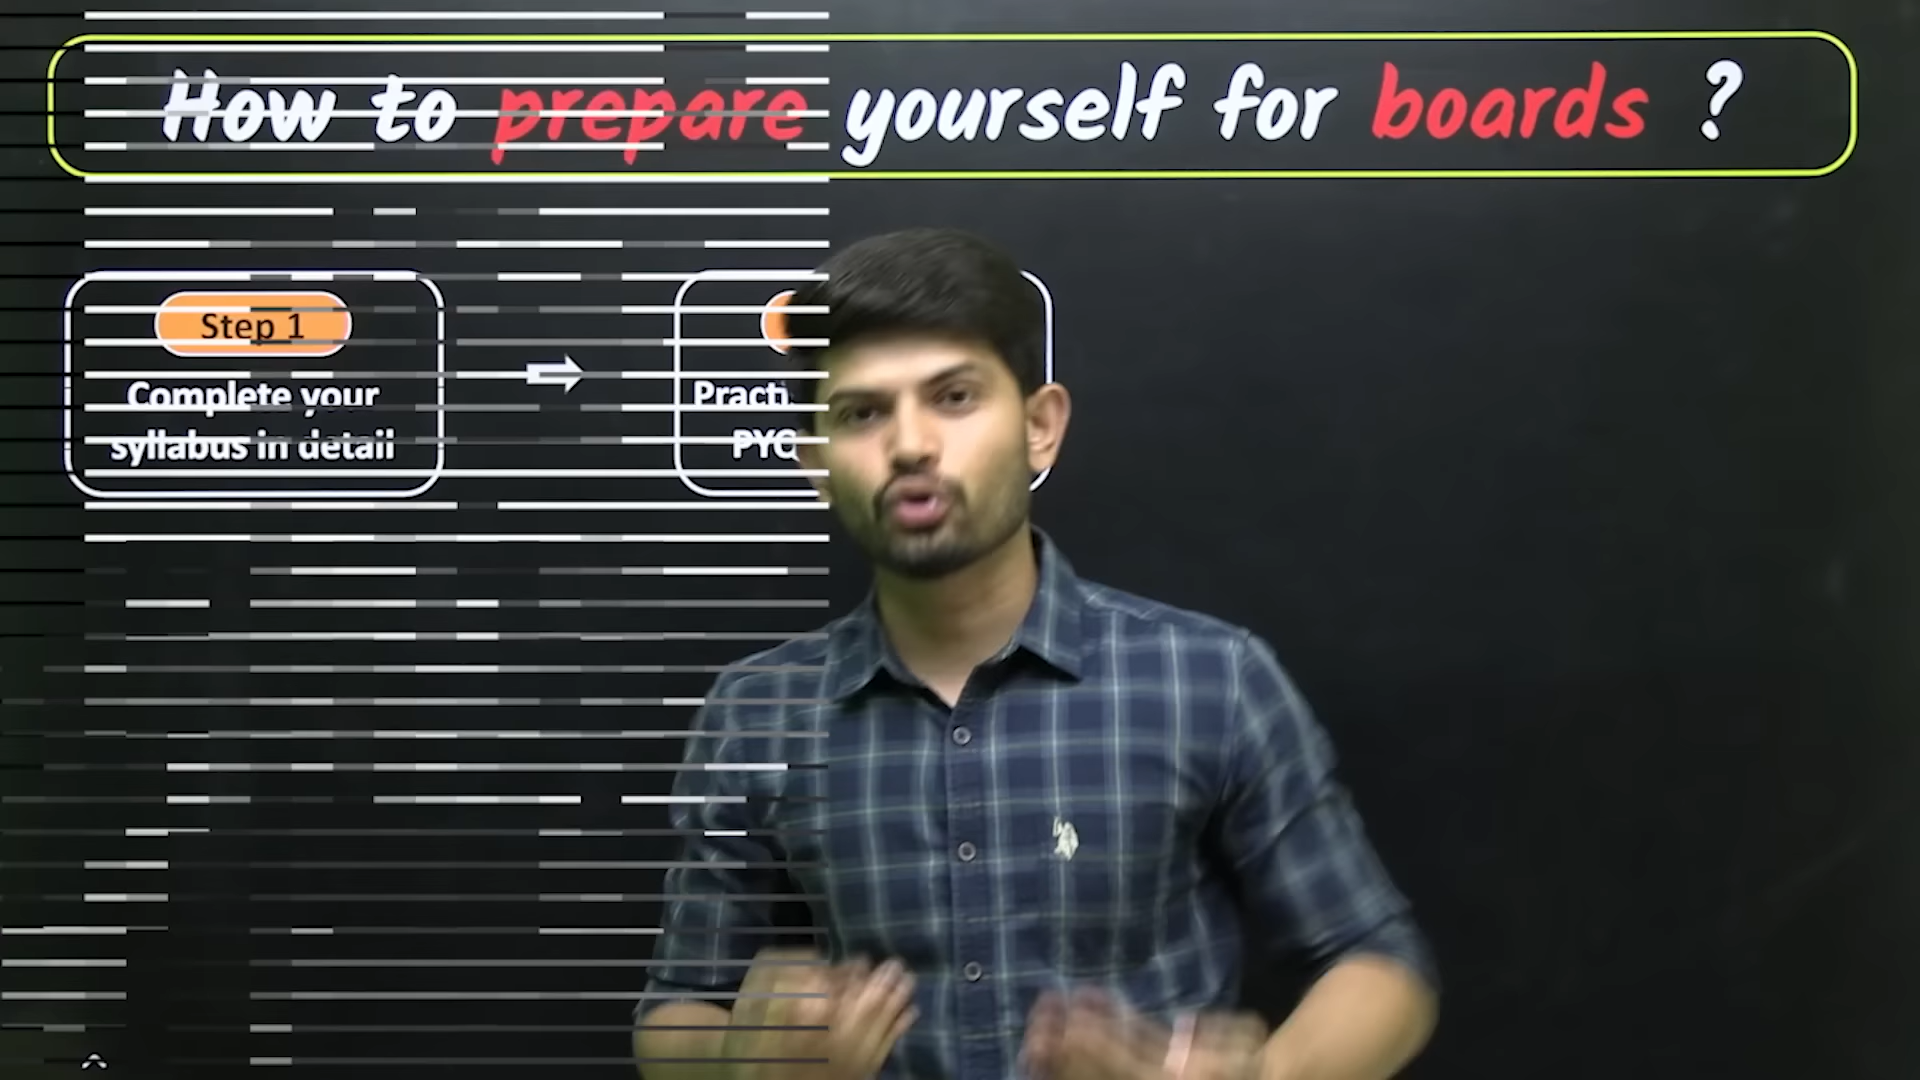 How to prepare yourself for boards ?
Step 1
Complete your
syllabus in detail